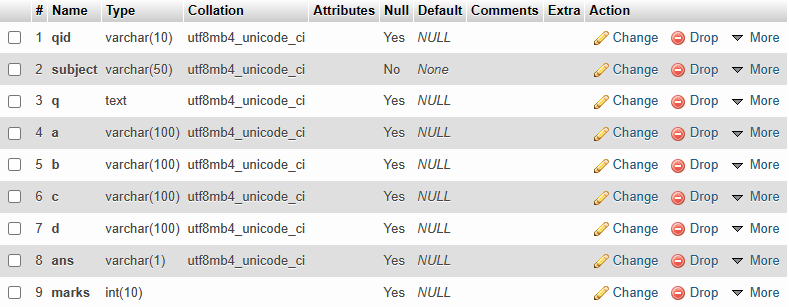 # Name Type Collation Attributes Null Default Comments Extra Action
1 qid varchar(10) utf8mb4_unicode_ci Yes NULL Change Drop More
2 subject varchar(50) utf8mb4_unicode_ci No None Change Drop More
3 q text utf8mb4_unicode_ci Yes NULL Change Drop More
4 a varchar(100) utf8mb4_unicode_ci Yes NULL Change Drop More
5 b varchar(100) utf8mb4_unicode_ci Yes NULL Change Drop More
6 c varchar(100) utf8mb4_unicode_ci Yes NULL Change Drop More
7 d varchar(100) utf8mb4_unicode_ci Yes NULL Change Drop More
8 ans varchar(1) utf8mb4_unicode_ci Yes NULL Change Drop More
9 marks int(10) Yes NULL Change Drop More